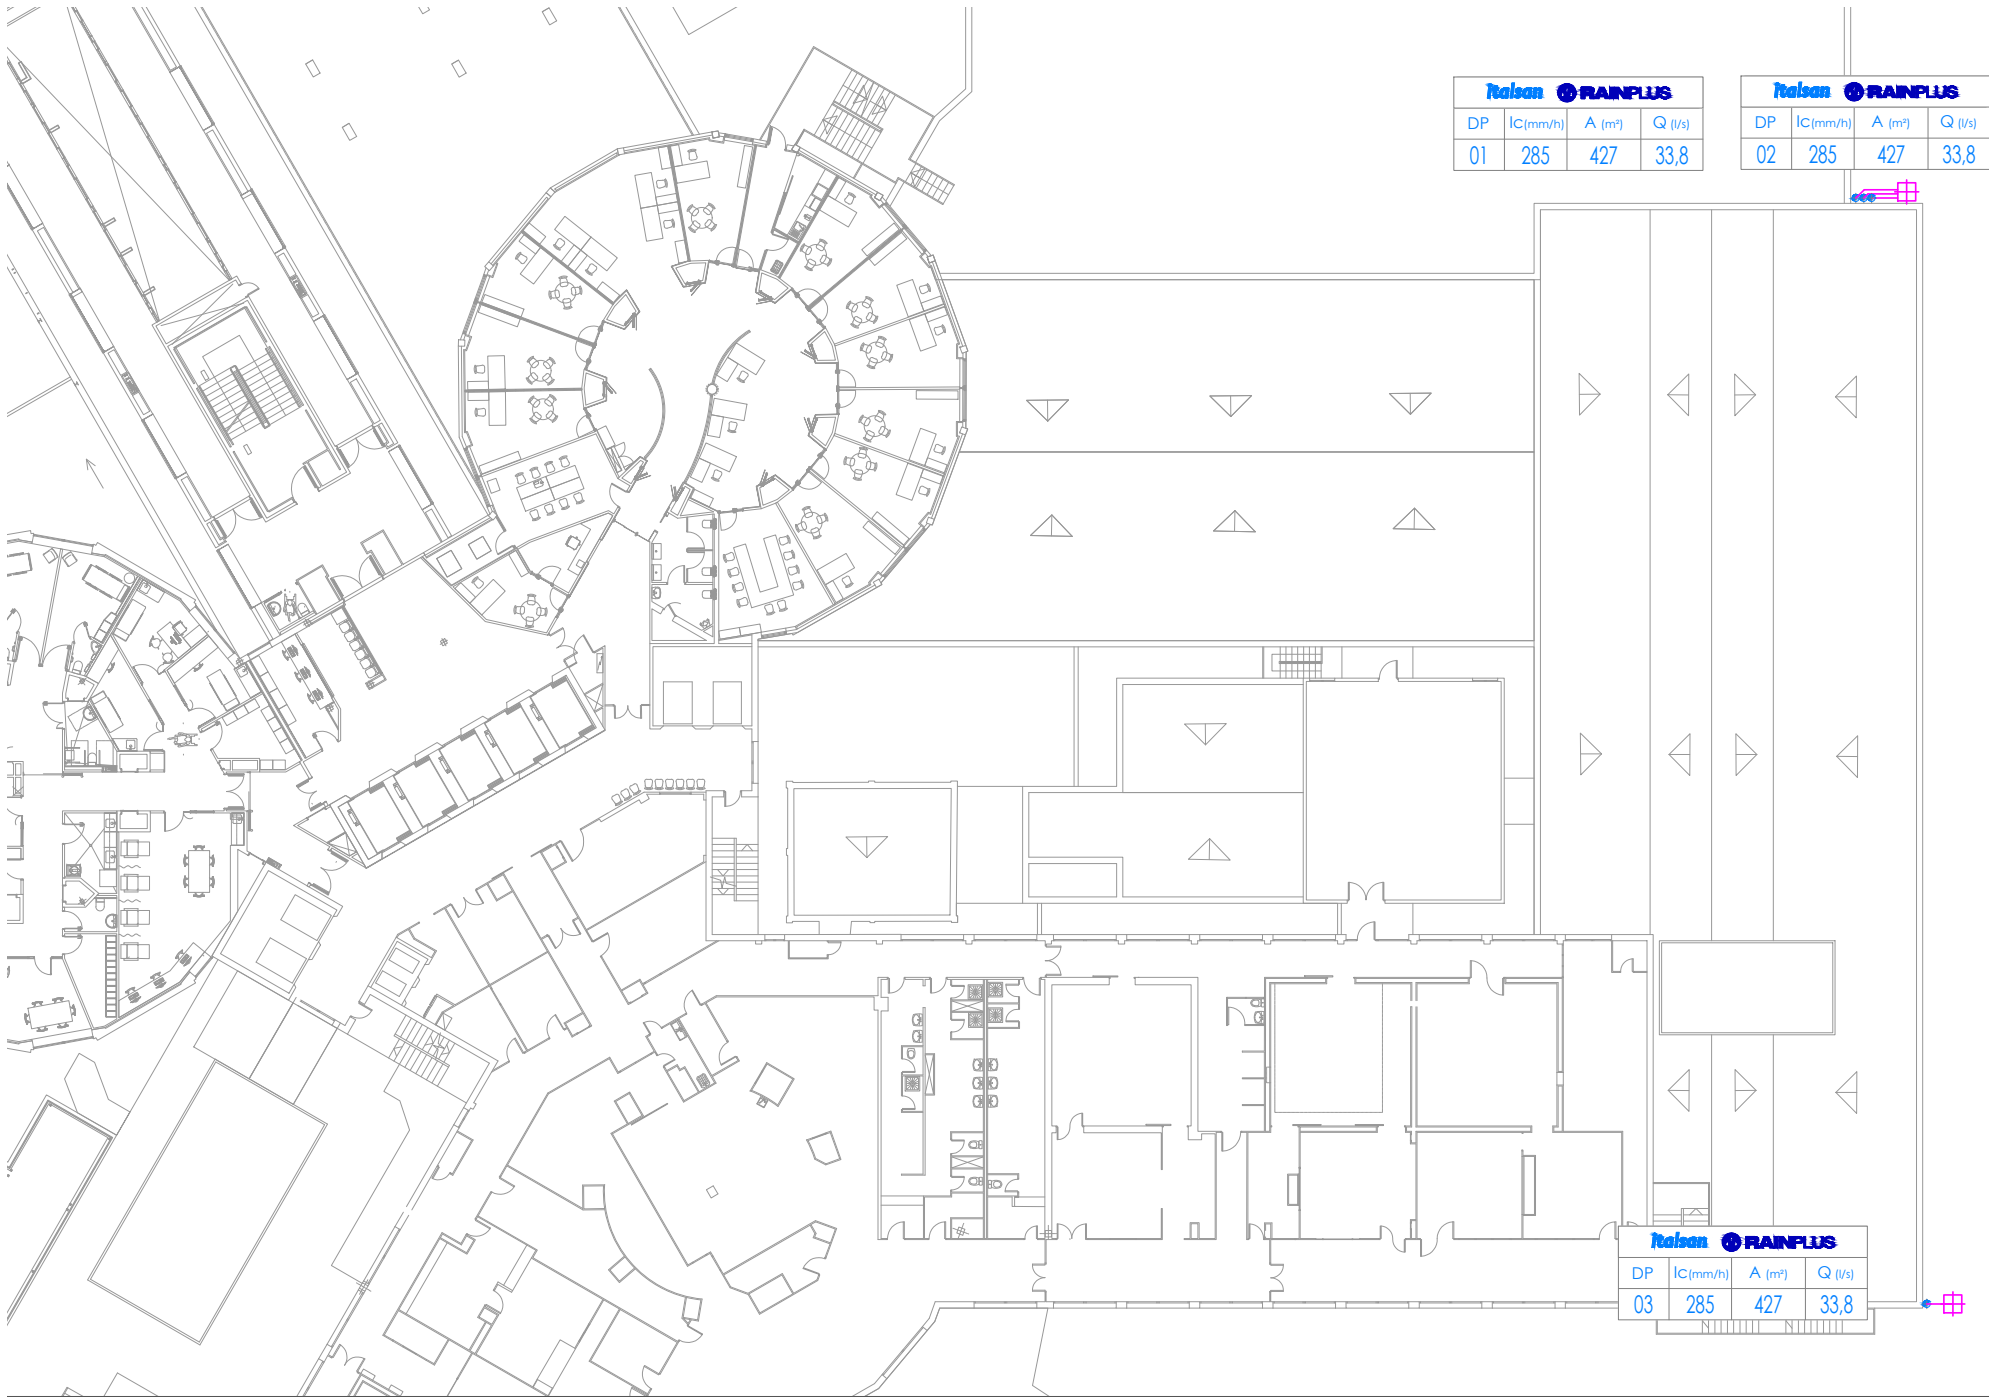 Italsan RAINPLUS
DP Ic(mm/h) A (m²) Q (l/s)
01 285 427 33,8
Italsan RAINPLUS
DP Ic(mm/h) A (m²) Q (l/s)
02 285 427 33,8
Italsan RAINPLUS
DP Ic(mm/h) A (m²) Q (l/s)
03 285 427 33,8